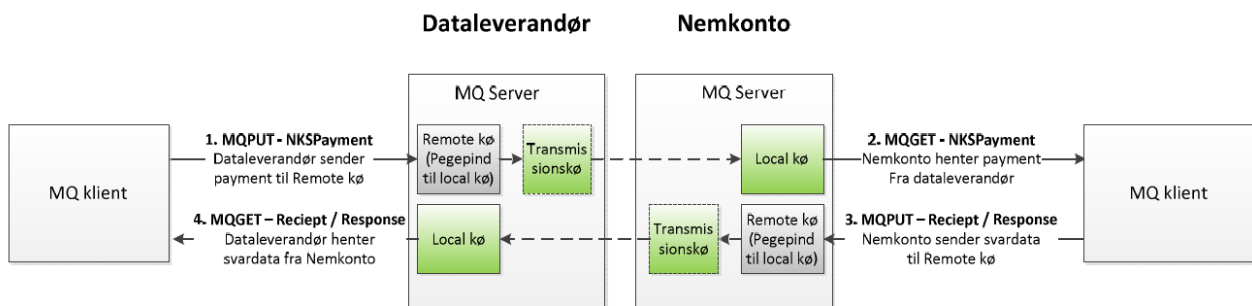 Dataleverandør
Nemkonto
MQ Server
MQ Server
MQ klient
1. MQPUT - NKSPayment
Dataleverandør sender
payment til Remote kø
Remote kø
(Pegepind
til local kø)
Transmis
sionskø
Local kø
2. MQGET - NKSPayment
Nemkonto henter payment
Fra dataleverandør
MQ klient
4. MQGET – Reciept / Response
Dataleverandør henter
svardata fra Nemkonto
Local kø
Transmis
sionskø
Remote kø
(Pegepind
til local kø)
3. MQPUT – Reciept / Response
Nemkonto sender svardata
til Remote kø